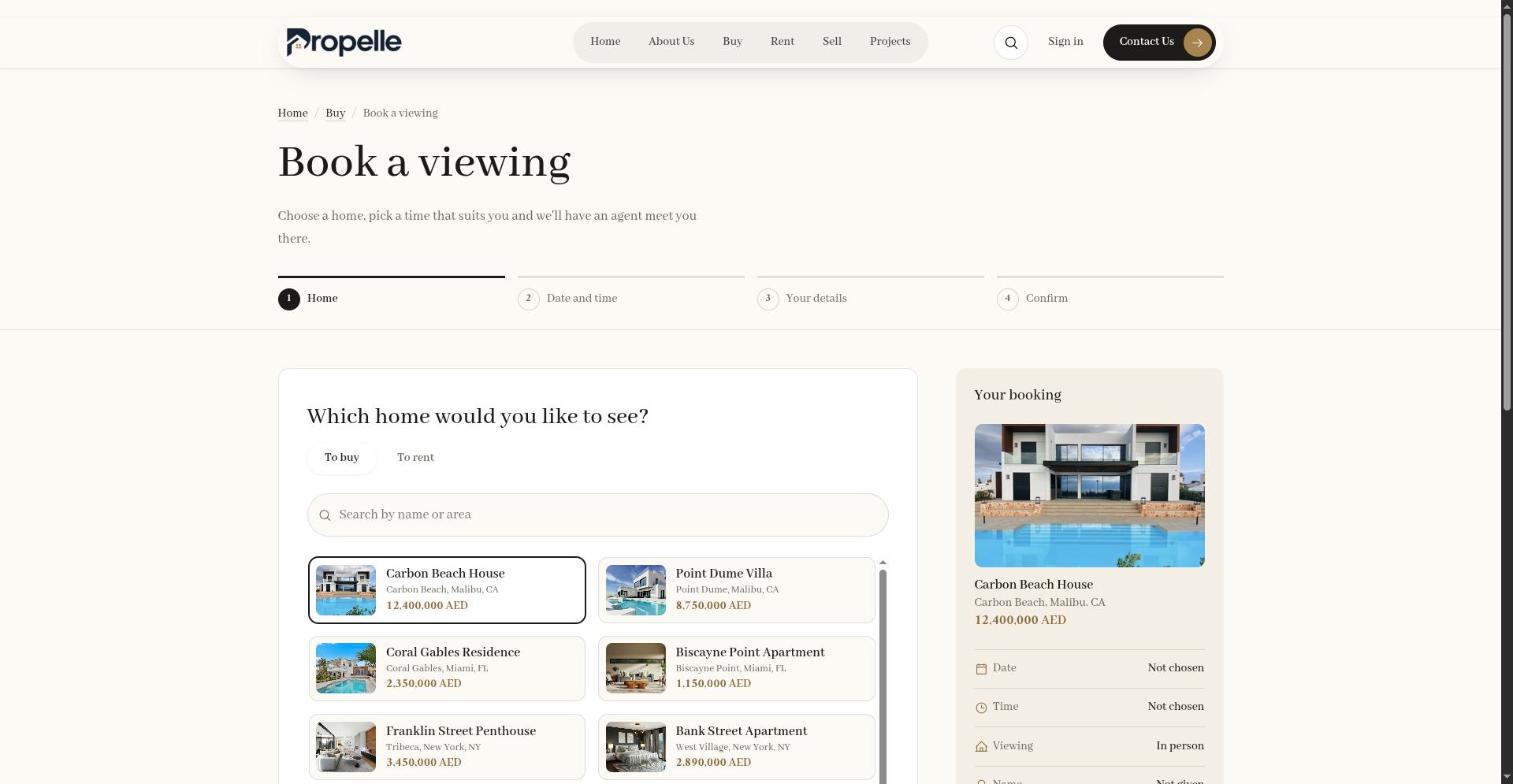 Propelle
Home About Us Buy Rent Sell Projects
Sign in
Contact Us
Home / Buy / Book a viewing
Book a viewing
Choose a home, pick a time that suits you and we'll have an agent meet you
there.
1 Home
2 Date and time
3 Your details
4 Confirm
Which home would you like to see?
To buy To rent
Search by name or area
Carbon Beach House
Carbon Beach, Malibu, CA
12,400,000 AED
Point Dume Villa
Point Dume, Malibu, CA
8,750,000 AED
Coral Gables Residence
Coral Gables, Miami, FL
2,350,000 AED
Biscayne Point Apartment
Biscayne Point, Miami, FL
1,150,000 AED
Franklin Street Penthouse
Tribeca, New York, NY
3,450,000 AED
Bank Street Apartment
West Village, New York, NY
2,890,000 AED
Your booking
Carbon Beach House
Carbon Beach, Malibu, CA
12,400,000 AED
Date Not chosen
Time Not chosen
Viewing In person
Name Not given